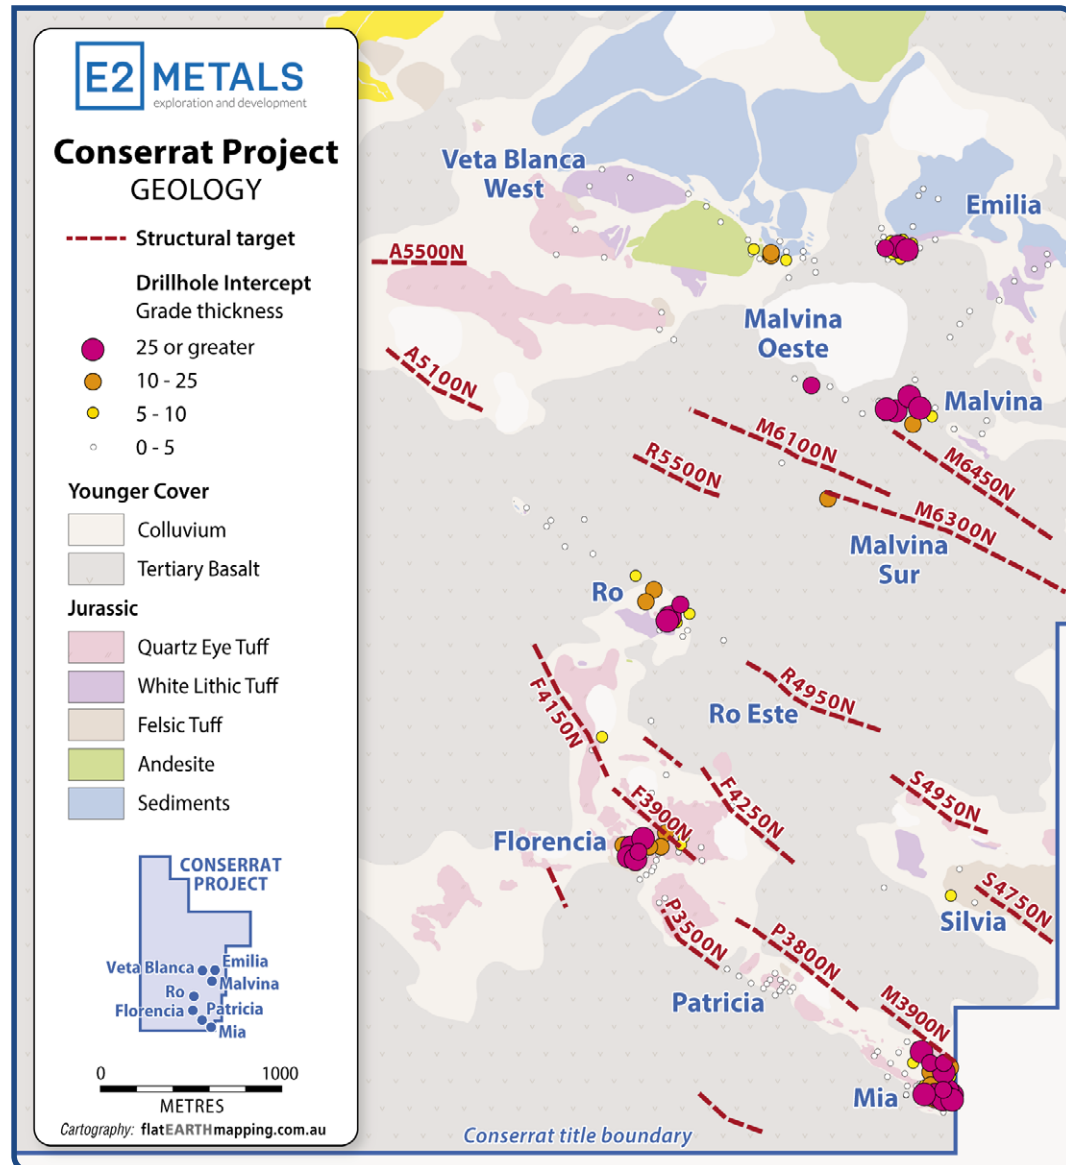 E2 METALS
exploration and development
Conserrat Project
GEOLOGY
Structural target
Drillhole Intercept
Grade thickness
25 or greater
10 - 25
5 - 10
0 - 5
Younger Cover
Colluvium
Tertiary Basalt
Jurassic
Quartz Eye Tuff
White Lithic Tuff
Felsic Tuff
Andesite
Sediments
CONSERRAT
PROJECT
Veta Blanca
Emilia
Malvina
Ro
Florencia
Patricia
Mia
0 1000
METRES
Cartography: flatEARTHmapping.com.au
Veta Blanca
West
Emilia
A5500N
Malvina
Oeste
A5100N
Malvina
M6100N
M6450N
R5500N
M6300N
Malvina
Sur
Ro
F4150N
R4950N
Ro Este
F4250N
S4950N
F3900N
Florencia
S4750N
Silvia
P3500N
P3800N
Patricia
M3900N
Mia
Conserrat title boundary